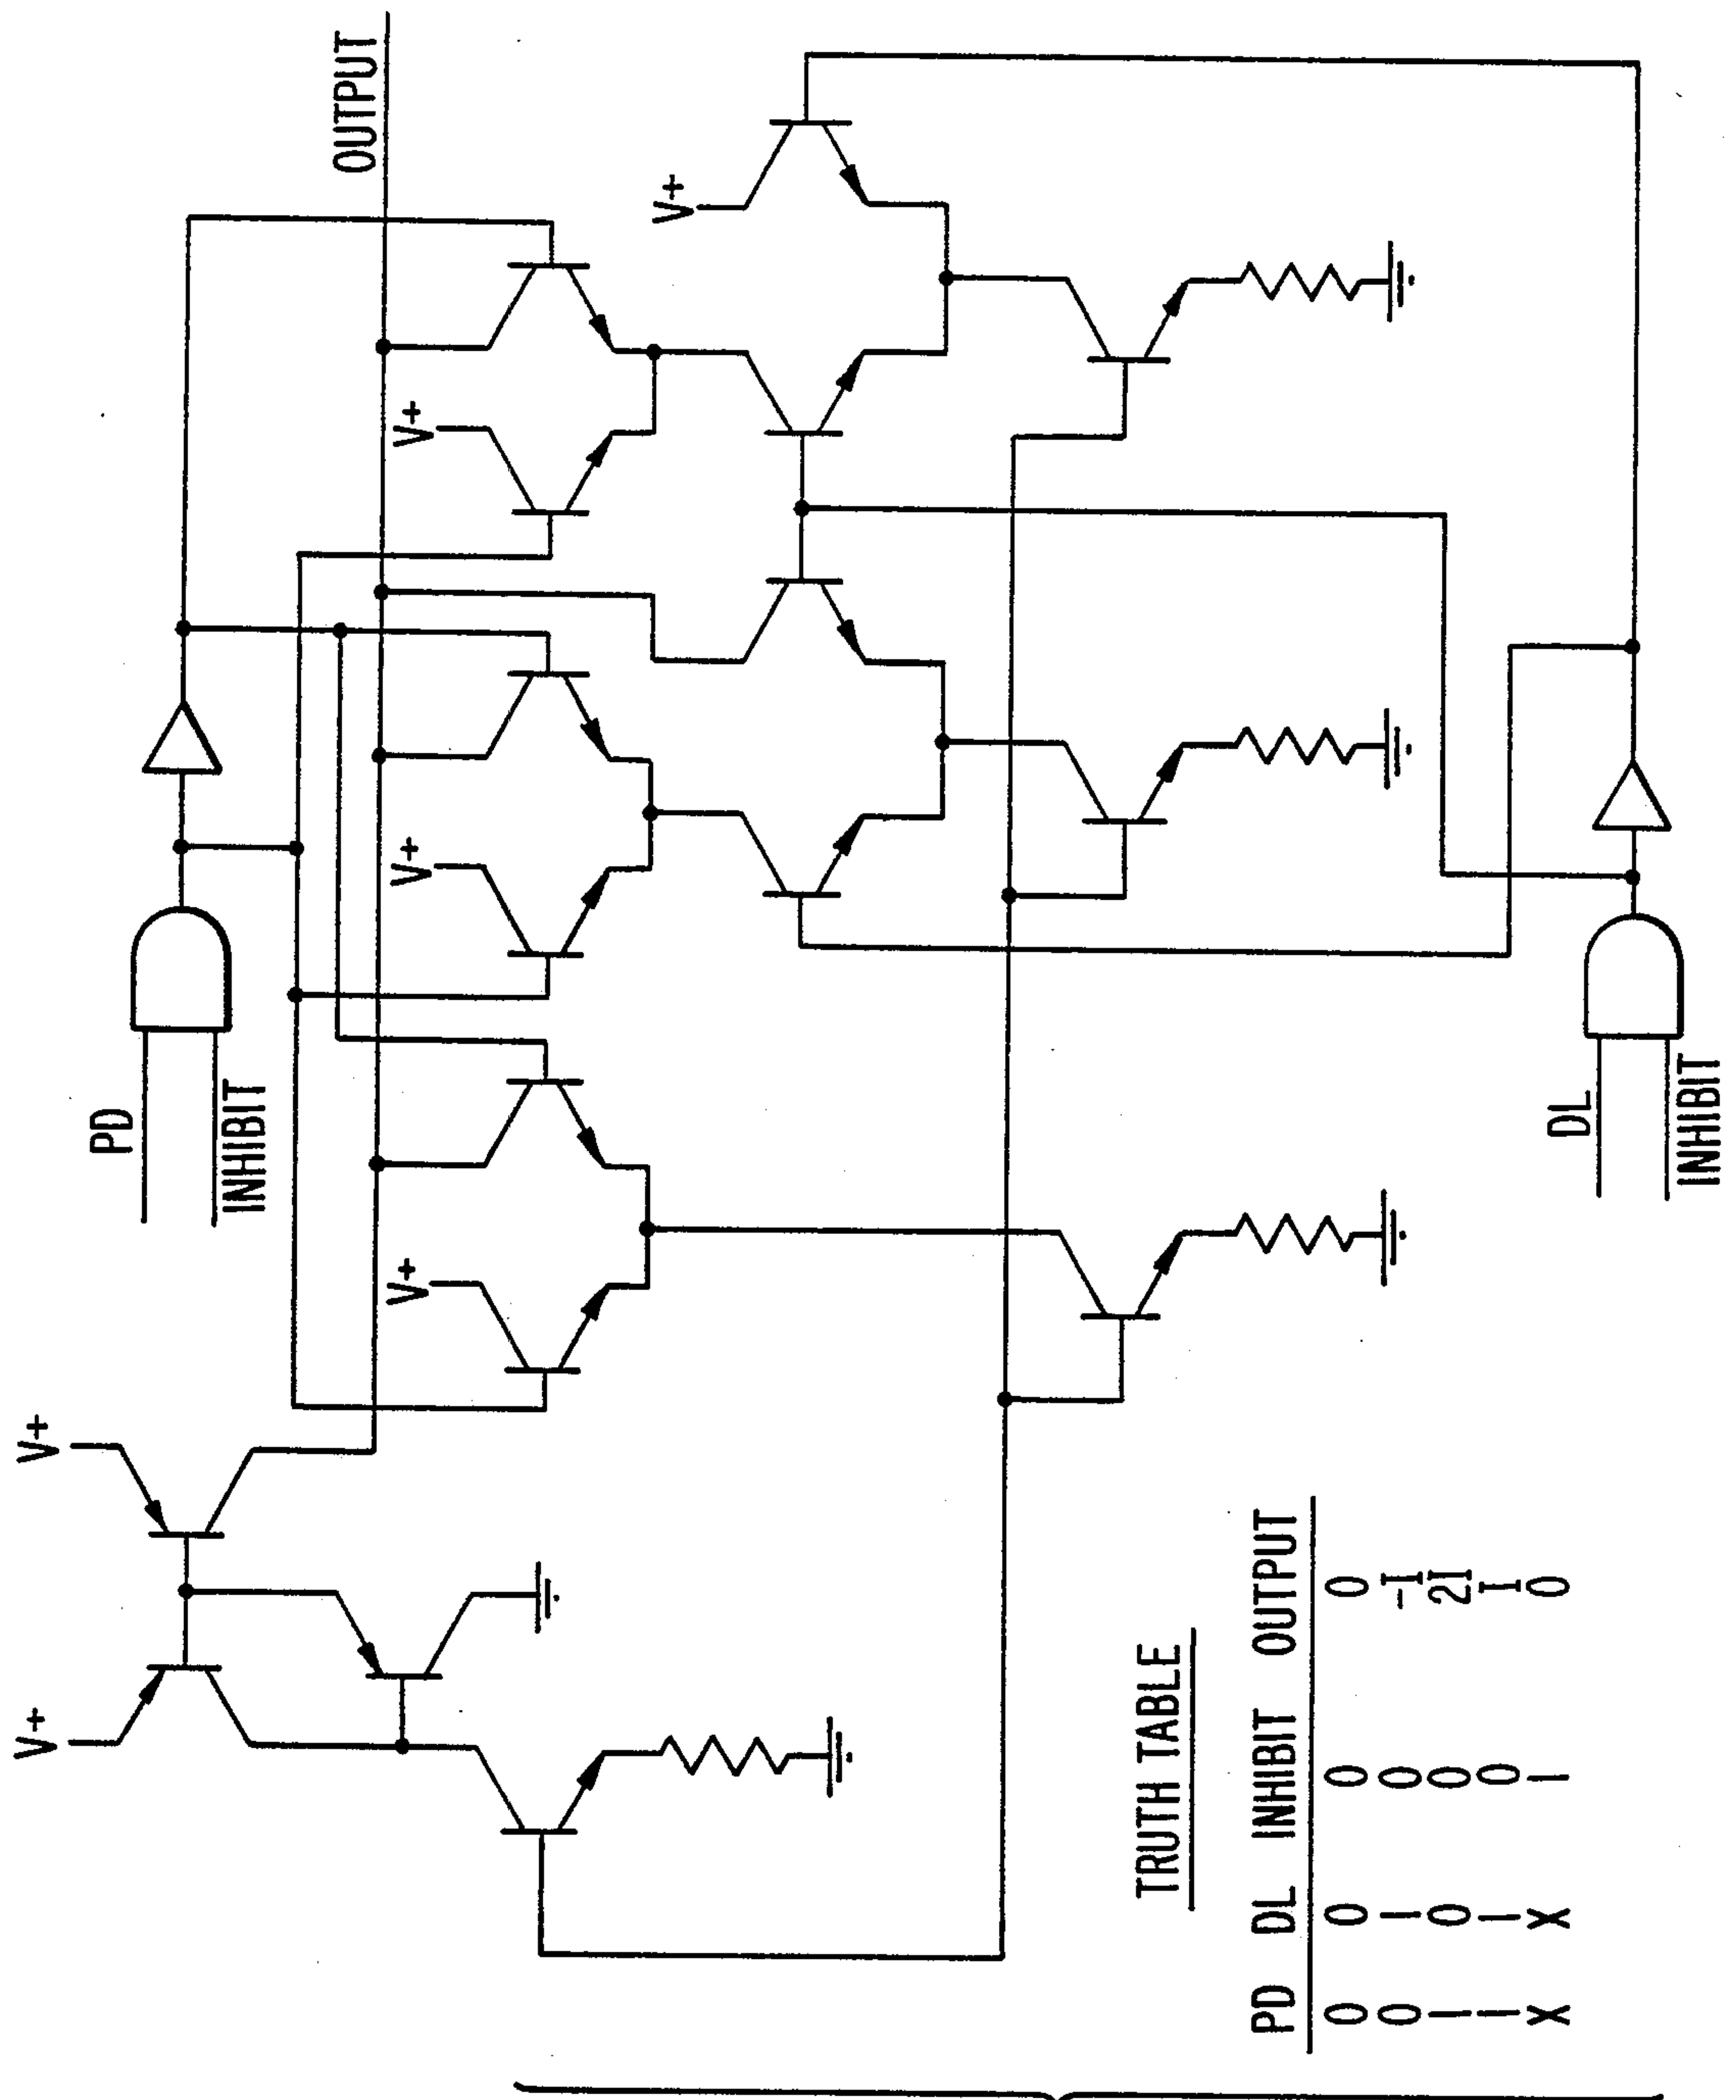 V+
V+
PD
INHIBIT
OUTPUT
V+
V+
V+
V+
TRUTH TABLE
PD DL INHIBIT OUTPUT
0 0 0 0
0 1 0 -I
1 0 0 2I
1 1 0 I
X X 1 0
DL
INHIBIT